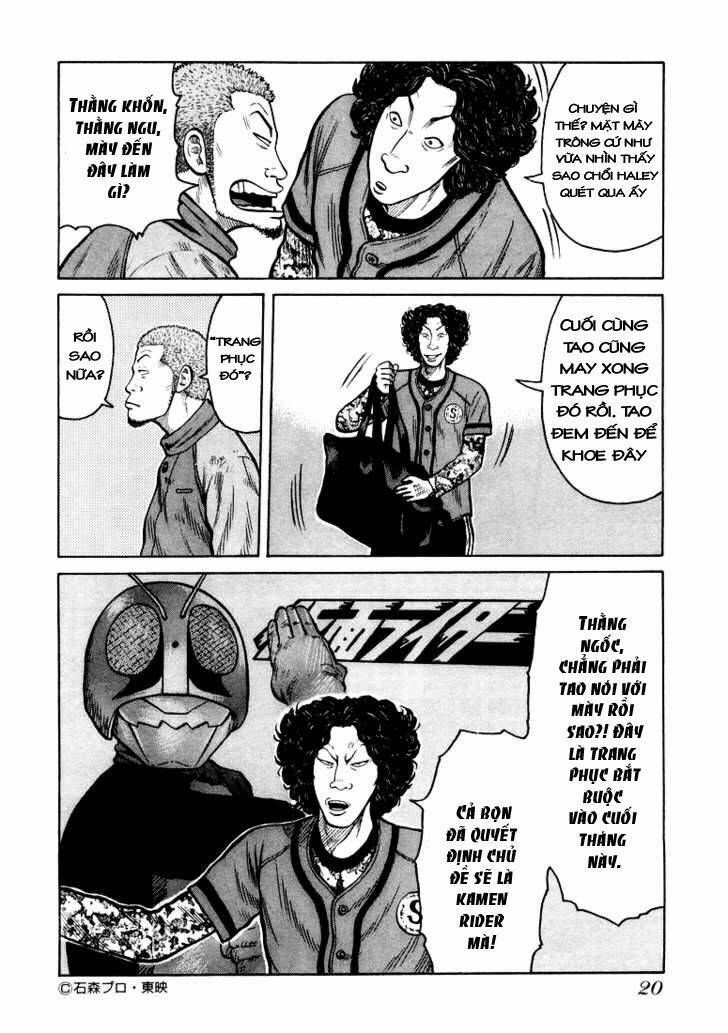 CHUYỆN GÌ
THẾ? MẶT MÀY
TRÔNG CỨ NHƯ
VỪA NHÌN THẤY
SAO CHỔI HALEY
QUÉT QUA ẤY
THẰNG KHỐN,
THẰNG NGU,
MÀY ĐẾN
ĐÂY LÀM
GÌ?
CUỐI CÙNG
TAO CŨNG
MAY XONG
TRANG PHỤC
ĐÓ RỒI. TAO
ĐEM ĐẾN ĐỂ
KHOE ĐÂY
S
"TRANG
PHỤC
ĐÓ"?
RỒI
SAO
NỮA?
THẰNG
NGỐC,
CHẲNG PHẢI
TAO NÓI VỚI
MÀY RỒI
SAO?! ĐÂY
LÀ TRANG
PHỤC BẮT
BUỘC
VÀO CUỐI
THÁNG
NÀY.
面ライダー
CẢ BỌN
ĐÃ QUYẾT
ĐỊNH CHỦ
ĐỀ SẼ LÀ
KAMEN
RIDER
MÀ!
S
©石森プロ・東映
20